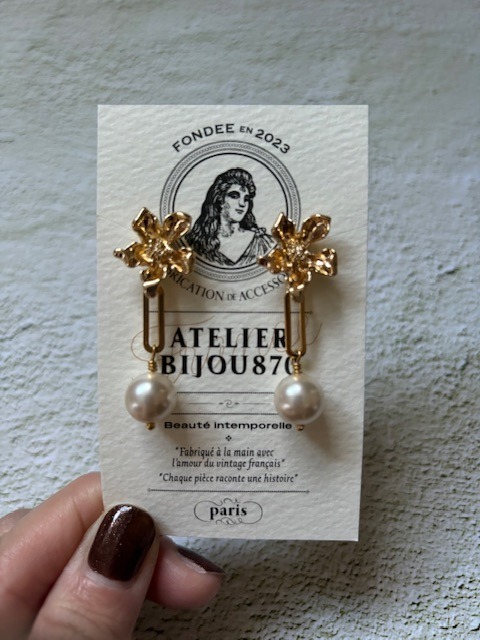 FONDEE EN 2023
ATELIER
BIJOU870
Beauté intemporelle
"Fabriqué à la main avec
l'amour du vintage français"
"Chaque pièce raconte une histoire"
paris